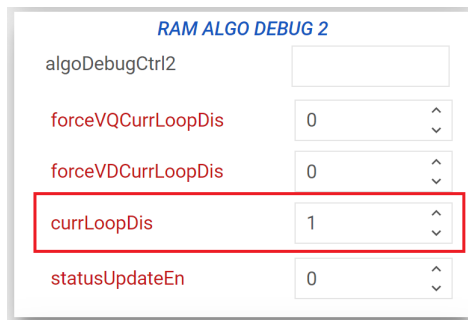 RAM ALGO DEBUG 2
algoDebugCtrl2
forceVQCurrLoopDis 0
forceVDCurrLoopDis 0
currLoopDis 1
statusUpdateEn 0